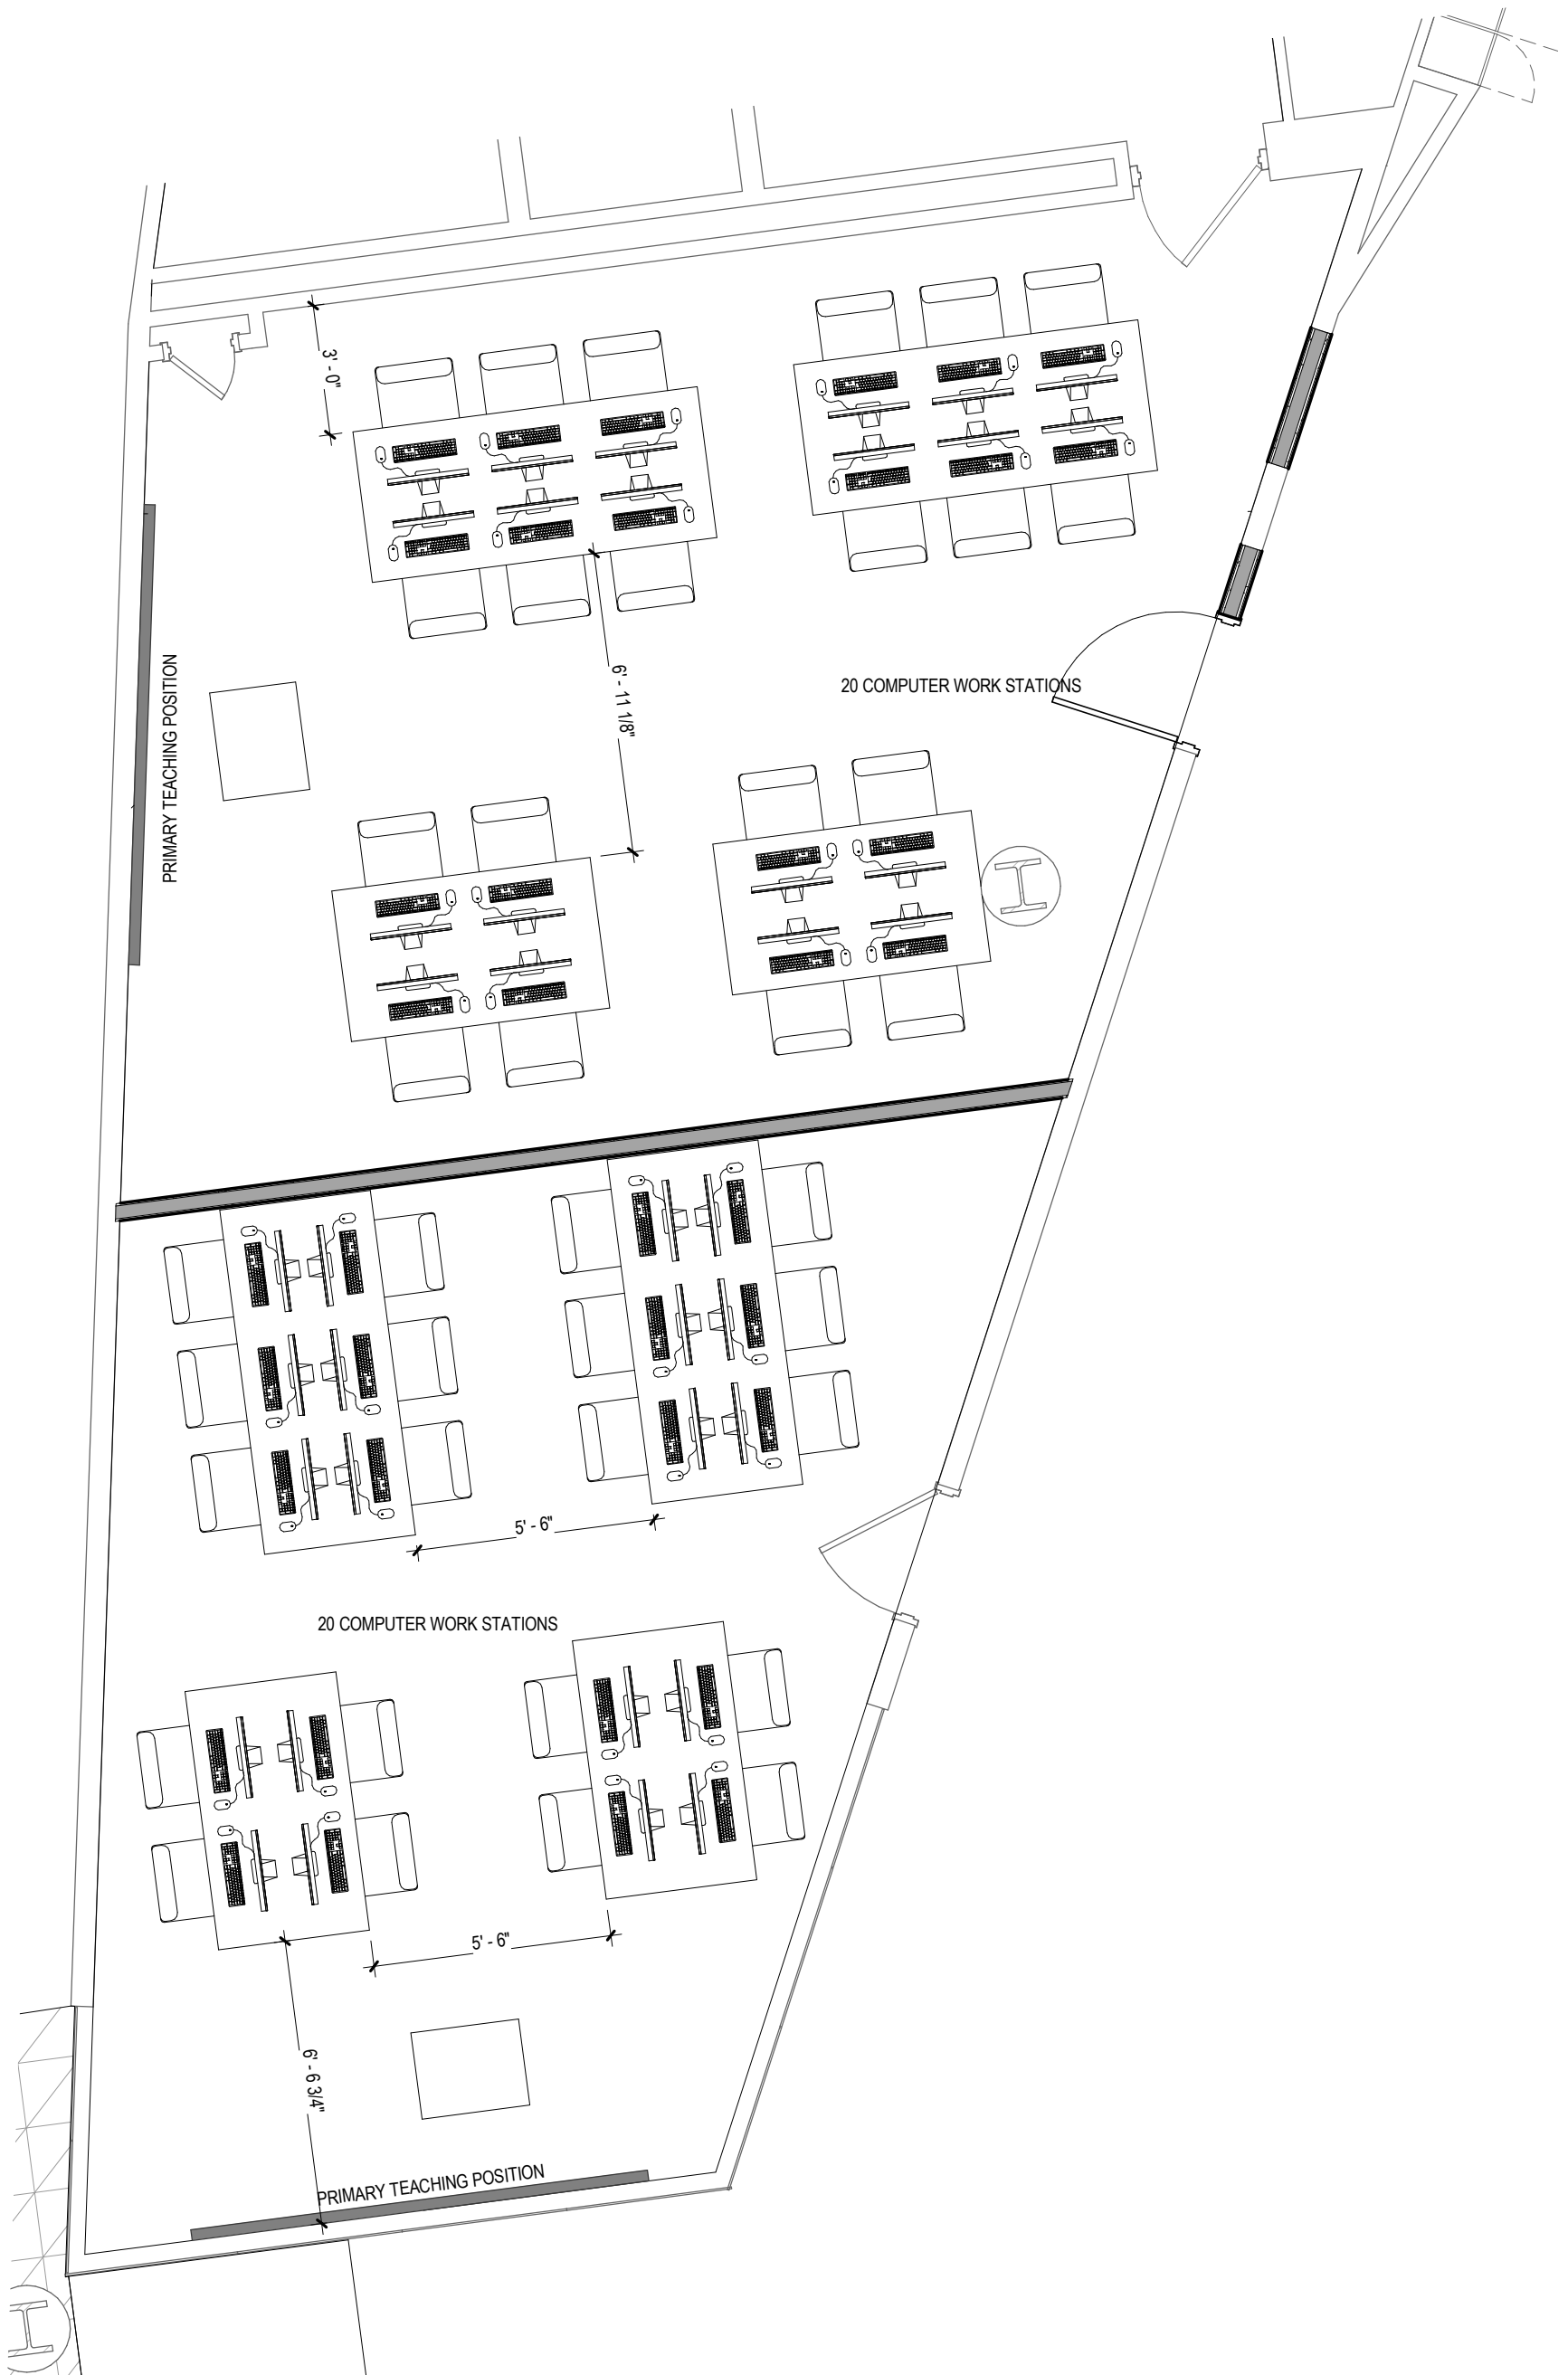 3' - 0"
PRIMARY TEACHING POSITION
6' - 11 1/8"
20 COMPUTER WORK STATIONS
5' - 6"
20 COMPUTER WORK STATIONS
5' - 6"
6' - 6 3/4"
PRIMARY TEACHING POSITION